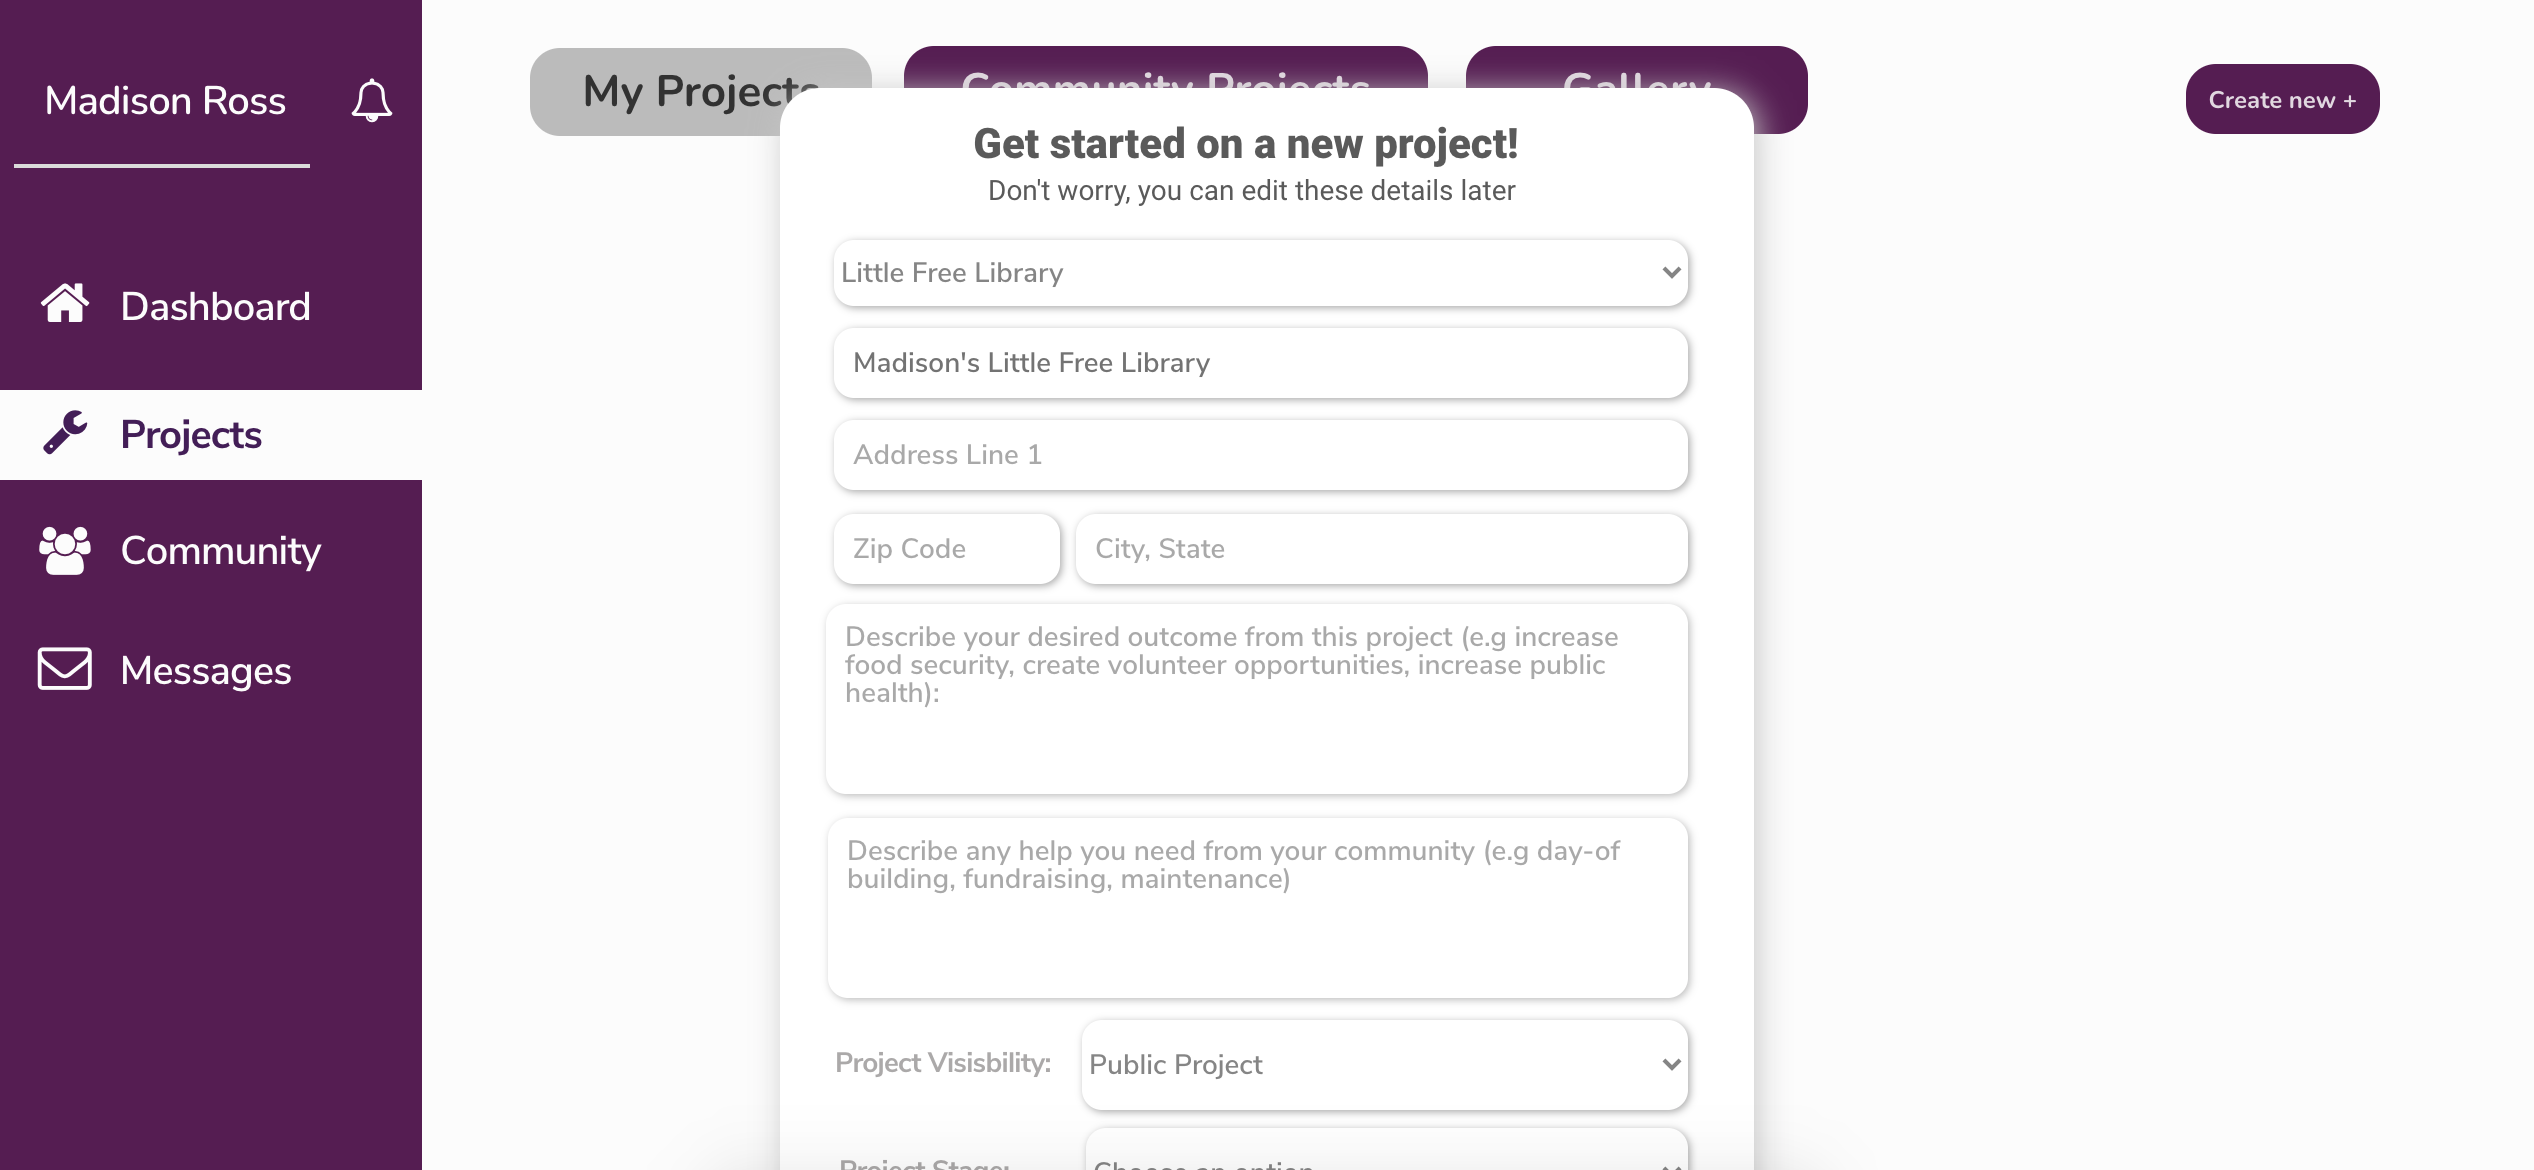 Madison Ross
Dashboard
Projects
Community
Messages
My Projects
Community Projects
Gallery
Create new +
Get started on a new project!
Don't worry, you can edit these details later
Little Free Library
Madison's Little Free Library
Address Line 1
Zip Code
City, State
Describe your desired outcome from this project (e.g increase
food security, create volunteer opportunities, increase public
health):
Describe any help you need from your community (e.g day-of
building, fundraising, maintenance)
Project Visisbility:
Public Project
Project Stage:
Choose an option